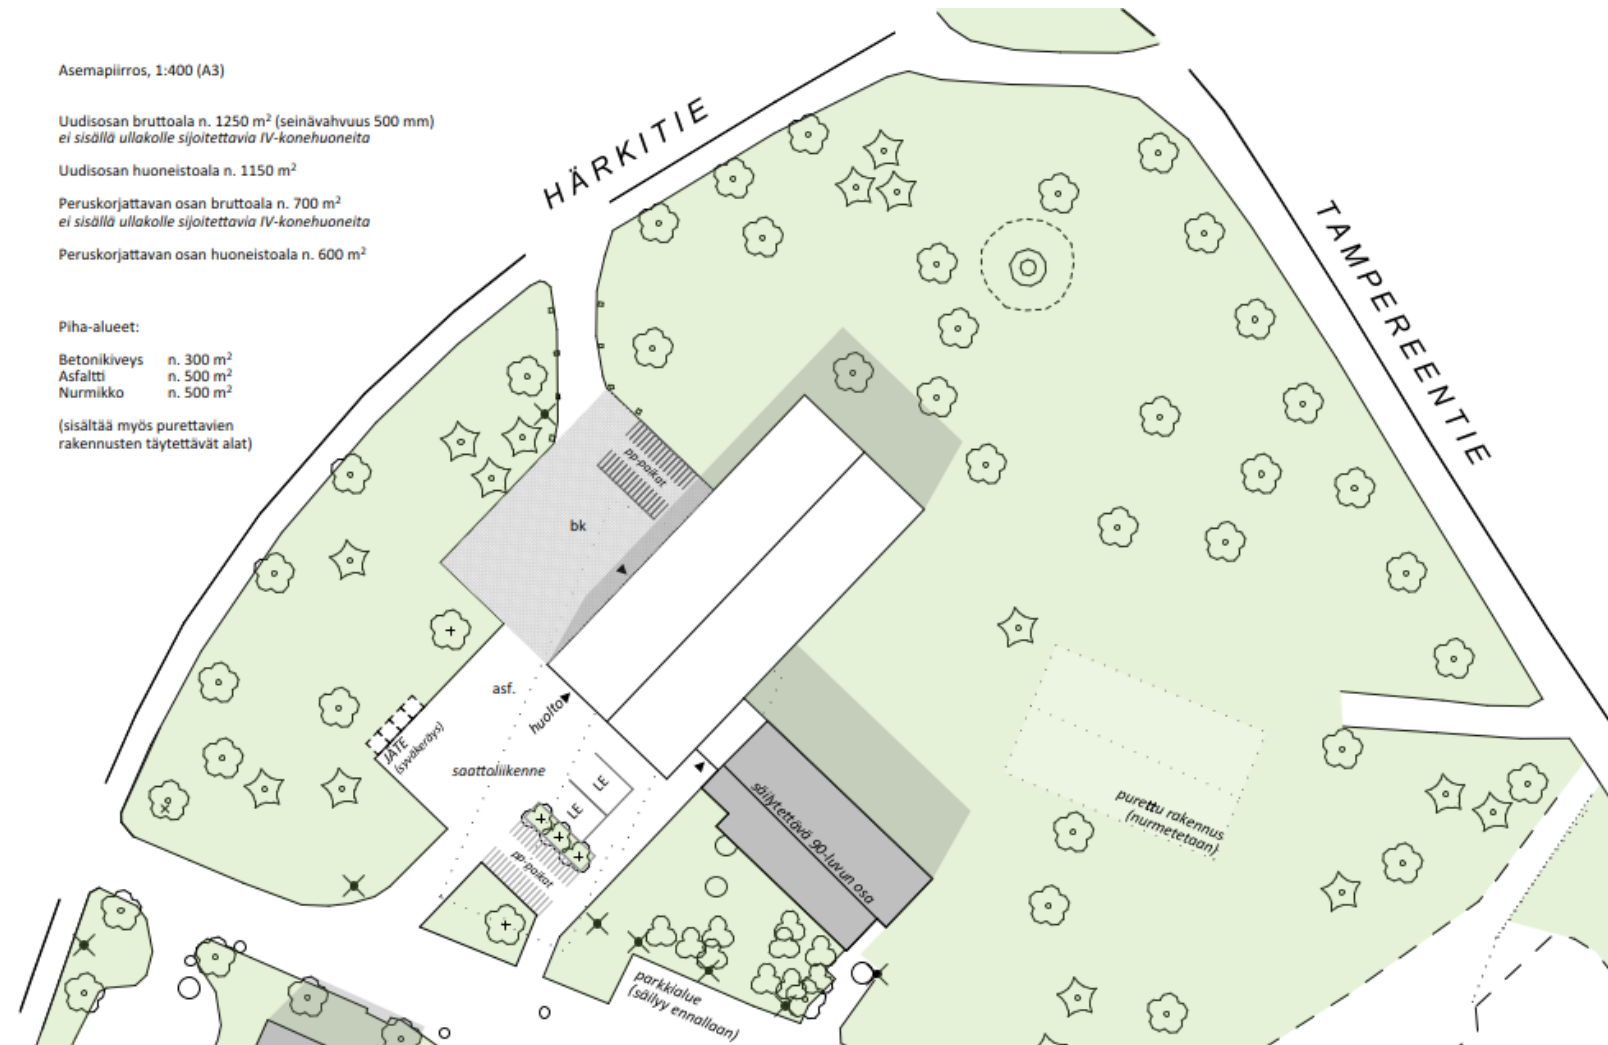 Asemapiirros, 1:400 (A3)
Uudisosan bruttoala n. 1250 m² (seinävahvuus 500 mm)
ei sisällä ullakolle sijoitettavia IV-konehuoneita
Uudisosan huoneistoala n. 1150 m²
Peruskorjattavan osan bruttoala n. 700 m²
ei sisällä ullakolle sijoitettavia IV-konehuoneita
Peruskorjattavan osan huoneistoala n. 600 m²
Piha-alueet:
Betonikiveys n. 300 m²
Asfaltti n. 500 m²
Nurmikko n. 500 m²
(sisältää myös purettavien
rakennusten täytettävät alat)
HÄRKITIE
TAMPEREENTIE
pp-paikat
bk
asf.
huolto
JÄTE
(syväkeräys)
saattoliikenne
LE
LE
pp-paikat
säilytettävä 90-luvun osa
purettu rakennus
(nurmetetaan)
parkkialue
(säilyy ennallaan)